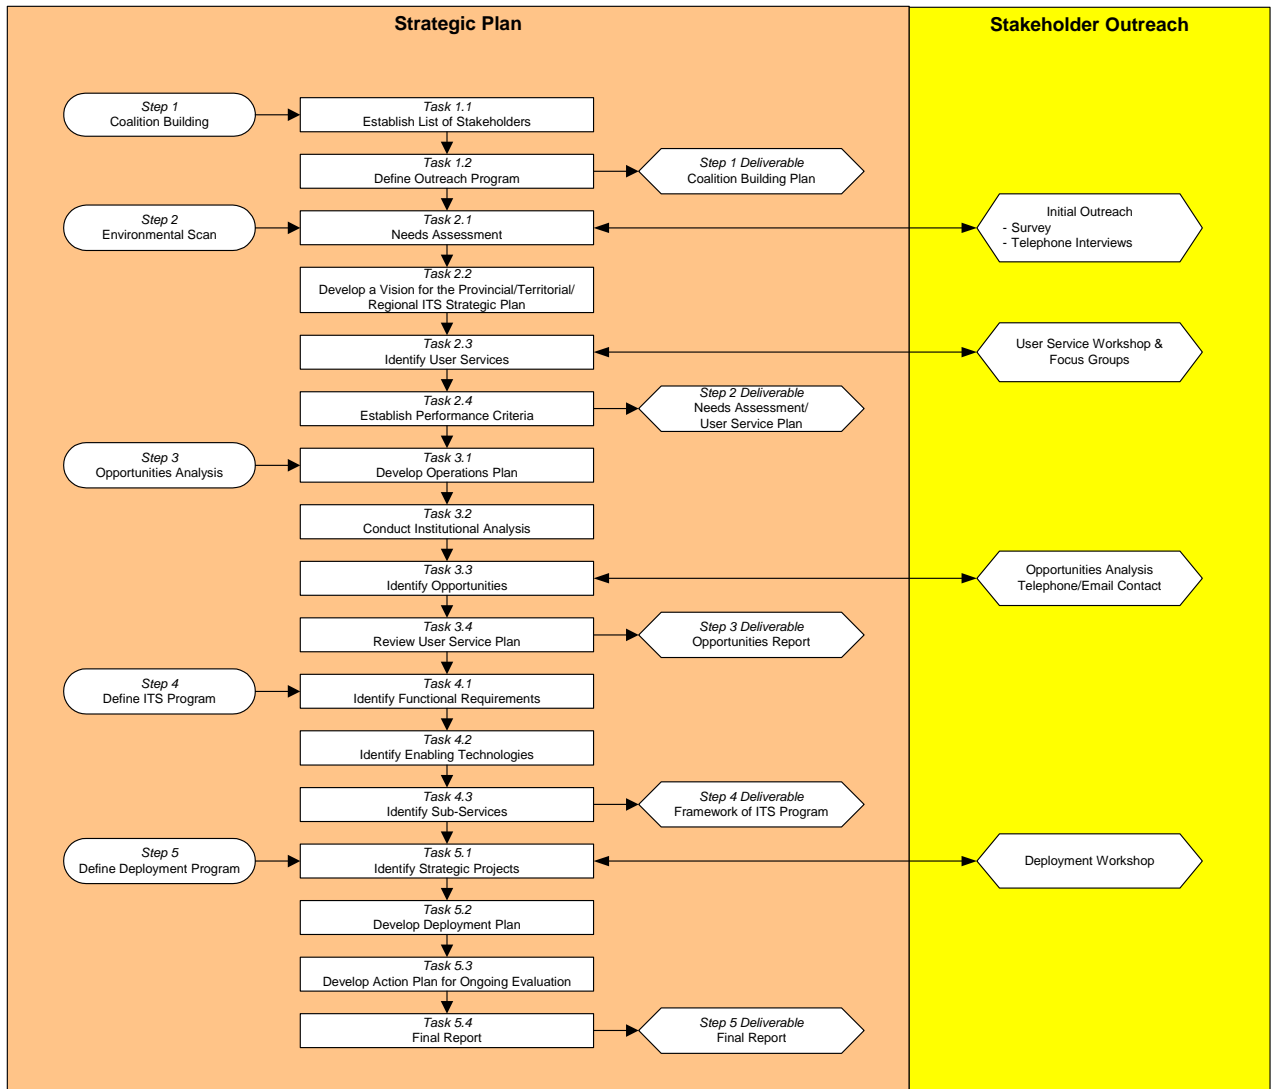 Strategic Plan
Stakeholder Outreach
Step 1
Coalition Building
Task 1.1
Establish List of Stakeholders
Task 1.2
Define Outreach Program
Step 1 Deliverable
Coalition Building Plan
Step 2
Environmental Scan
Task 2.1
Needs Assessment
Initial Outreach
- Survey
- Telephone Interviews
Task 2.2
Develop a Vision for the Provincial/Territorial/
Regional ITS Strategic Plan
Task 2.3
Identify User Services
User Service Workshop &
Focus Groups
Task 2.4
Establish Performance Criteria
Step 2 Deliverable
Needs Assessment/
User Service Plan
Step 3
Opportunities Analysis
Task 3.1
Develop Operations Plan
Task 3.2
Conduct Institutional Analysis
Task 3.3
Identify Opportunities
Opportunities Analysis
Telephone/Email Contact
Task 3.4
Review User Service Plan
Step 3 Deliverable
Opportunities Report
Step 4
Define ITS Program
Task 4.1
Identify Functional Requirements
Task 4.2
Identify Enabling Technologies
Task 4.3
Identify Sub-Services
Step 4 Deliverable
Framework of ITS Program
Step 5
Define Deployment Program
Task 5.1
Identify Strategic Projects
Deployment Workshop
Task 5.2
Develop Deployment Plan
Task 5.3
Develop Action Plan for Ongoing Evaluation
Task 5.4
Final Report
Step 5 Deliverable
Final Report